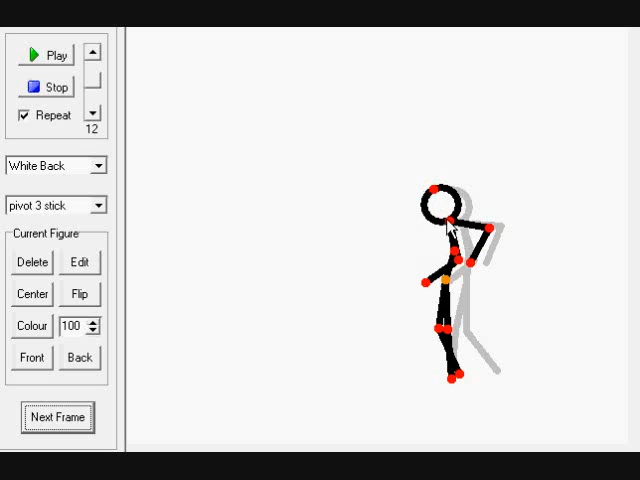 Play
Stop
Repeat
12
White Back
pivot 3 stick
Current Figure
Delete Edit
Center Flip
Colour 100
Front Back
Next Frame